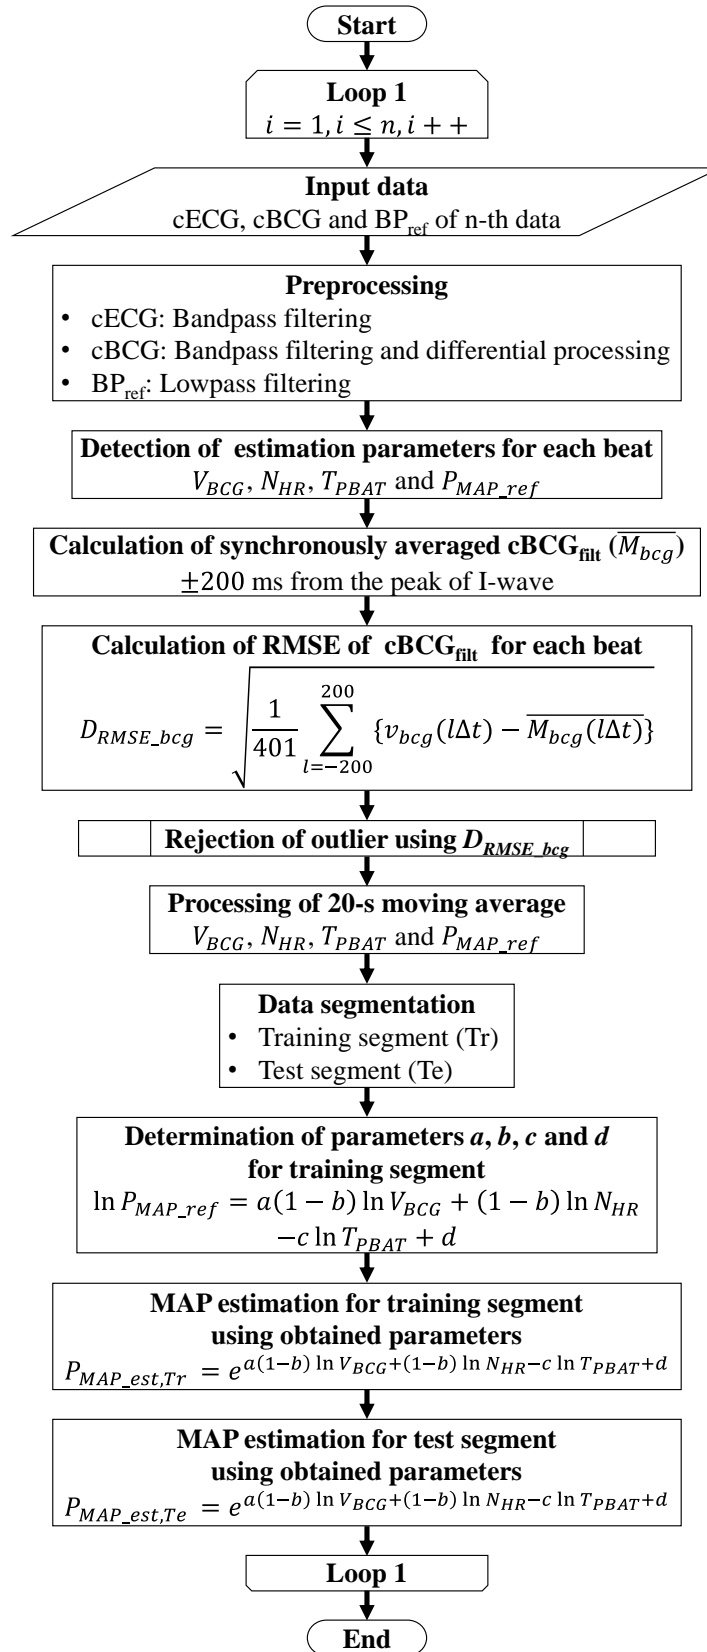 Start
Loop 1
i = 1, i ≤ n, i + +
Input data
cECG, cBCG and BP_ref of n-th data
Preprocessing
• cECG: Bandpass filtering
• cBCG: Bandpass filtering and differential processing
• BP_ref: Lowpass filtering
Detection of estimation parameters for each beat
V_BCG, N_HR, T_PBAT and P_MAP_ref
Calculation of synchronously averaged cBCG_filt (\overline{M_bcg})
±200 ms from the peak of I-wave
Calculation of RMSE of cBCG_filt for each beat
D_RMSE_bcg = \sqrt{\frac{1}{401} \sum_{l=-200}^{200} \{v_bcg(lΔt) − \overline{M_bcg(lΔt)}\}}
Rejection of outlier using D_RMSE_bcg
Processing of 20-s moving average
V_BCG, N_HR, T_PBAT and P_MAP_ref
Data segmentation
• Training segment (Tr)
• Test segment (Te)
Determination of parameters a, b, c and d
for training segment
ln P_MAP_ref = a(1 − b) ln V_BCG + (1 − b) ln N_HR
−c ln T_PBAT + d
MAP estimation for training segment
using obtained parameters
P_MAP_est,Tr = e^{a(1−b) ln V_BCG+(1−b) ln N_HR−c ln T_PBAT+d}
MAP estimation for test segment
using obtained parameters
P_MAP_est,Te = e^{a(1−b) ln V_BCG+(1−b) ln N_HR−c ln T_PBAT+d}
Loop 1
End